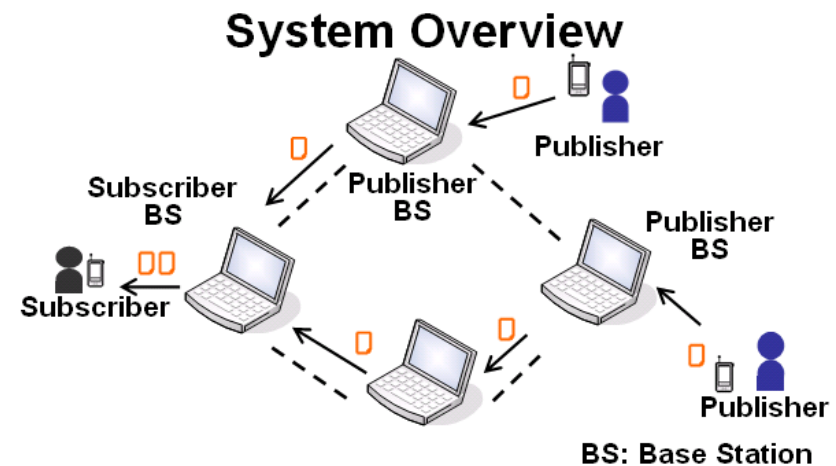 System Overview
Publisher
Publisher
BS
Subscriber
BS
Publisher
BS
Subscriber
Publisher
BS: Base Station